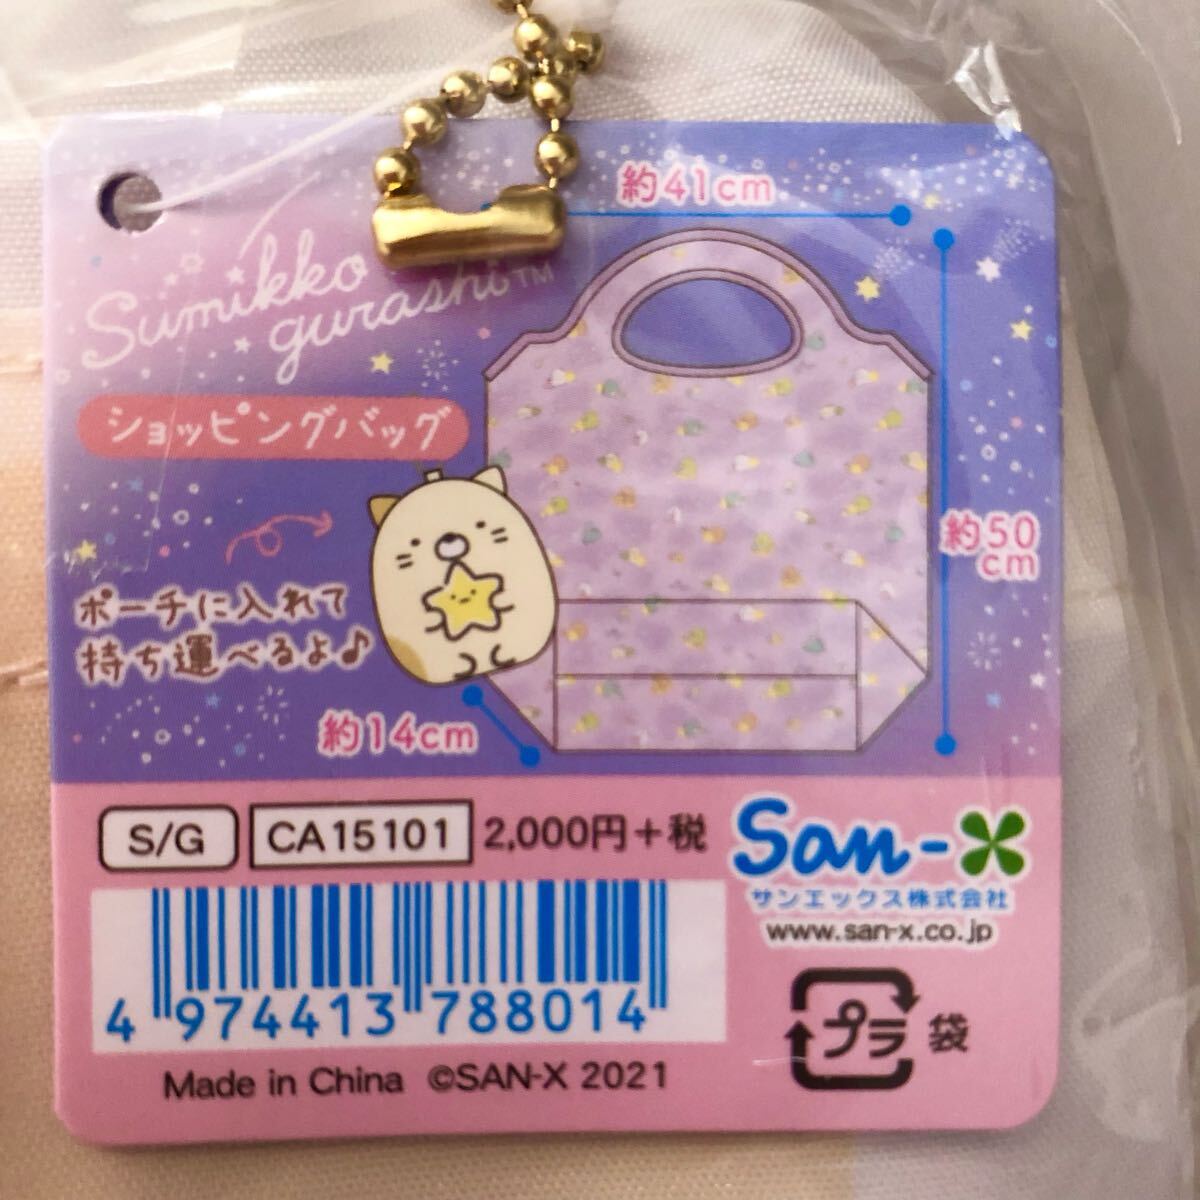 約41cm
Sumikko
gurashi™
ショッピングバッグ
約50
cm
ポーチに入れて
持ち運べるよ♪
約14cm
S/G CA15101 2,000円+税
San-X
サンエックス株式会社
www.san-x.co.jp
4 974413 788014
プラ 袋
Made in China ©SAN-X 2021